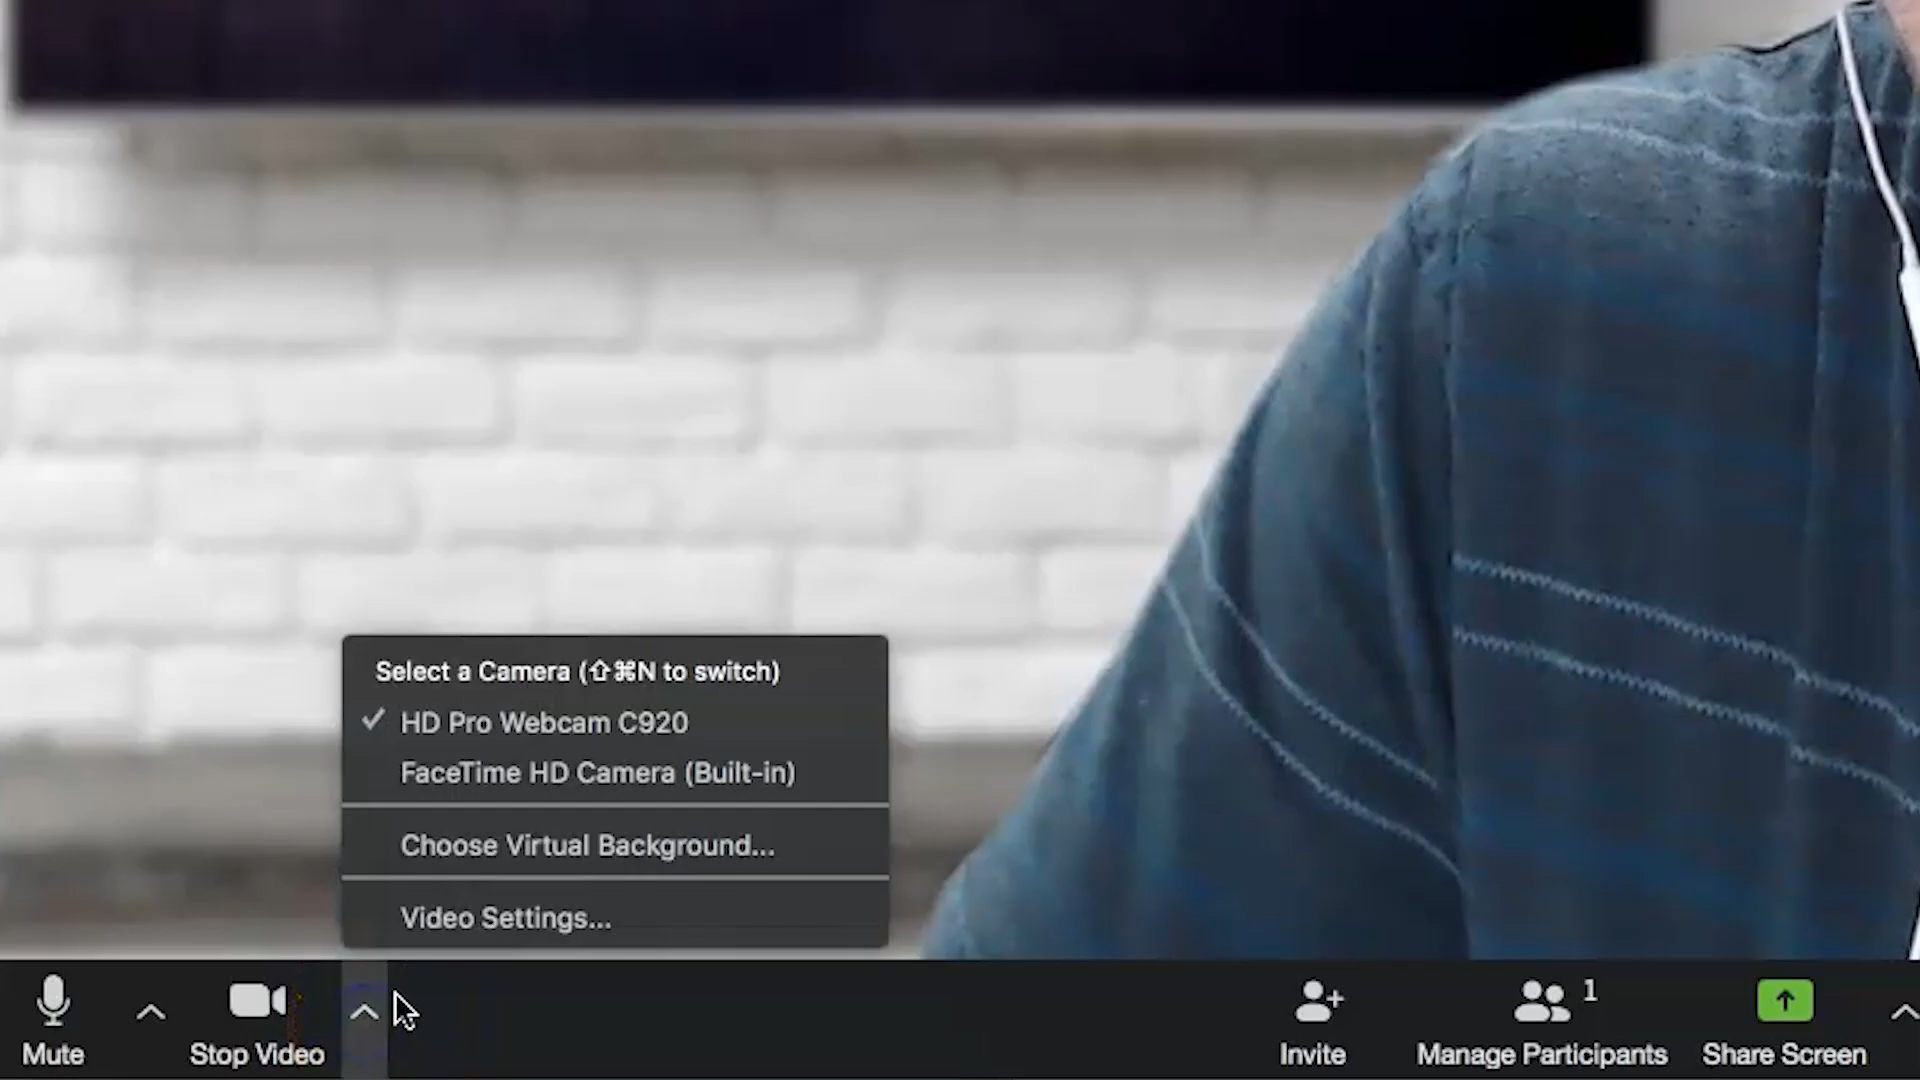 Select a Camera (⇧⌘N to switch)
✓ HD Pro Webcam C920
FaceTime HD Camera (Built-in)
Choose Virtual Background...
Video Settings...
Mute
Stop Video
Invite
1
Manage Participants
Share Screen